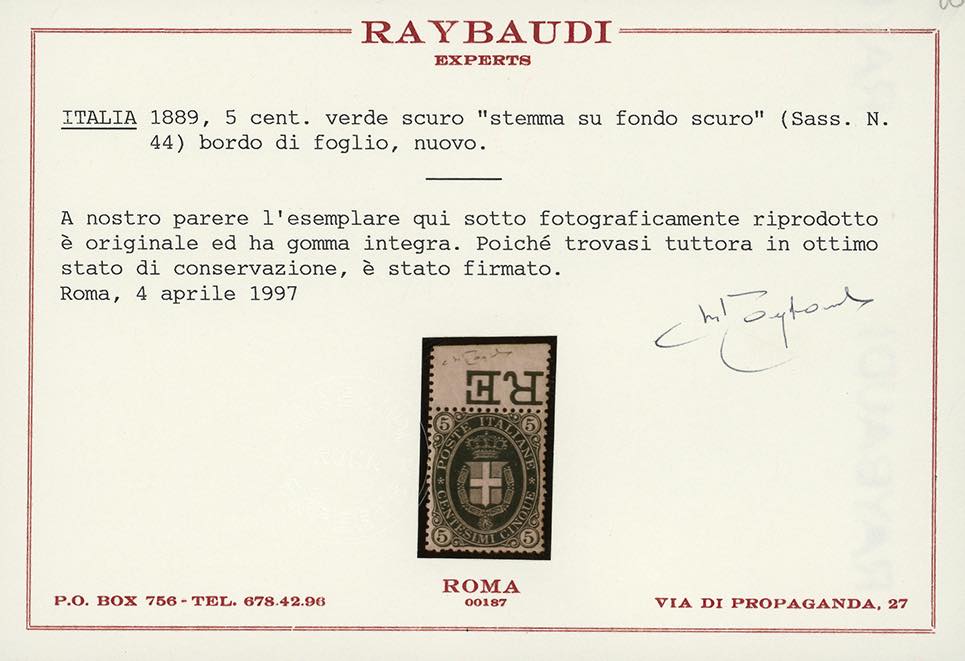 RAYBAUDI
EXPERTS
ITALIA 1889, 5 cent. verde scuro "stemma su fondo scuro" (Sass. N.
44) bordo di foglio, nuovo.
A nostro parere l'esemplare qui sotto fotograficamente riprodotto
è originale ed ha gomma integra. Poiché trovasi tuttora in ottimo
stato di conservazione, è stato firmato.
Roma, 4 aprile 1997
RE
5 5
POSTE ITALIANE
CENTESIMI CINQUE
5 5
ROMA
00187
P.O. BOX 756 - TEL. 678.42.96
VIA DI PROPAGANDA, 27